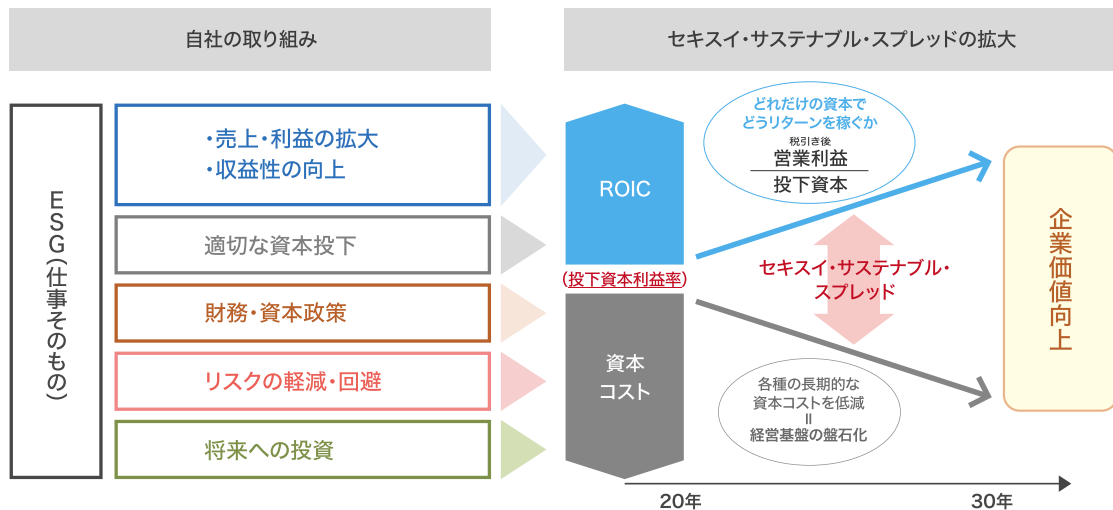 自社の取り組み
セキスイ・サステナブル・スプレッドの拡大
ESG(仕事そのもの)
・売上・利益の拡大
・収益性の向上
適切な資本投下
財務・資本政策
リスクの軽減・回避
将来への投資
ROIC
(投下資本利益率)
資本
コスト
どれだけの資本で
どうリターンを稼ぐか
税引き後
営業利益
投下資本
セキスイ・サステナブル・
スプレッド
各種の長期的な
資本コストを低減
=
経営基盤の盤石化
企業価値向上
20年
30年